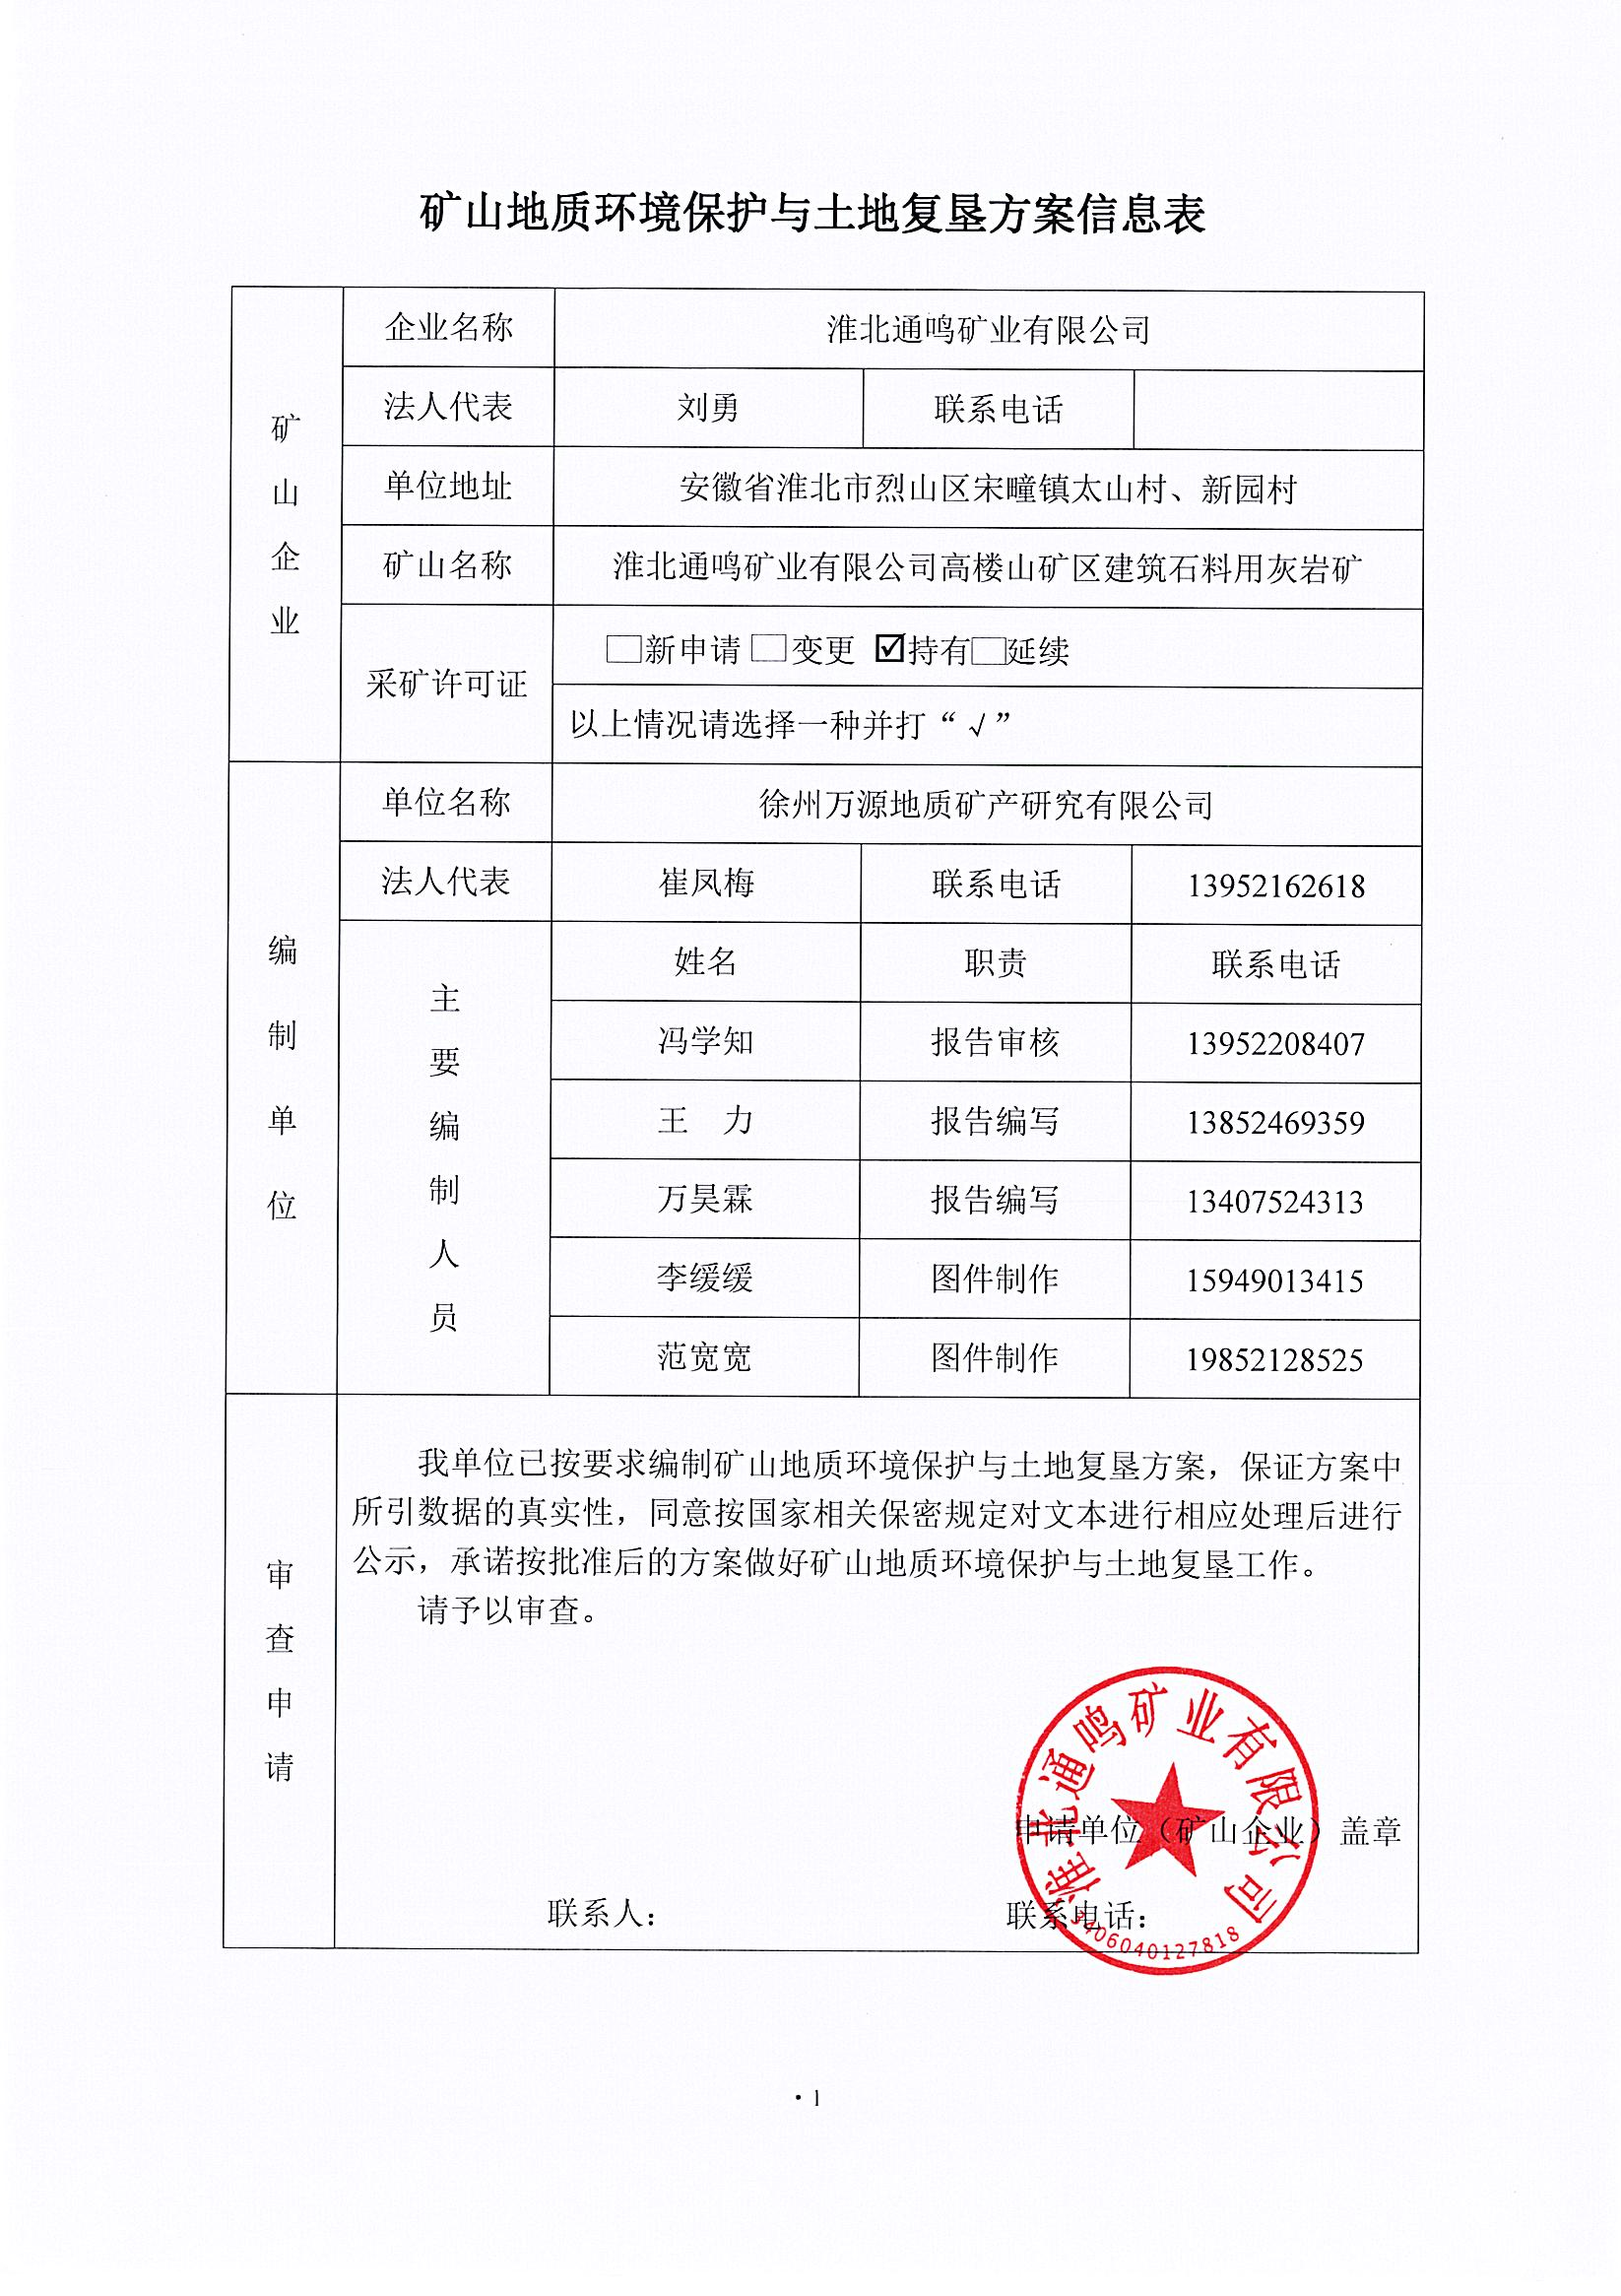 矿山地质环境保护与土地复垦方案信息表
矿山企业
企业名称 淮北通鸣矿业有限公司
法人代表 刘勇 联系电话
单位地址 安徽省淮北市烈山区宋疃镇太山村、新园村
矿山名称 淮北通鸣矿业有限公司高楼山矿区建筑石料用灰岩矿
采矿许可证 □新申请 □变更 ☑持有□延续
以上情况请选择一种并打“√”
编制单位
单位名称 徐州万源地质矿产研究有限公司
法人代表 崔凤梅 联系电话 13952162618
主要编制人员
姓名 职责 联系电话
冯学知 报告审核 13952208407
王 力 报告编写 13852469359
万昊霖 报告编写 13407524313
李缓缓 图件制作 15949013415
范宽宽 图件制作 19852128525
审查申请
我单位已按要求编制矿山地质环境保护与土地复垦方案，保证方案中
所引数据的真实性，同意按国家相关保密规定对文本进行相应处理后进行
公示，承诺按批准后的方案做好矿山地质环境保护与土地复垦工作。
请予以审查。
淮北通鸣矿业有限公司
申请单位（矿山企业）盖章
联系人： 联系电话：
3406040127818
·1